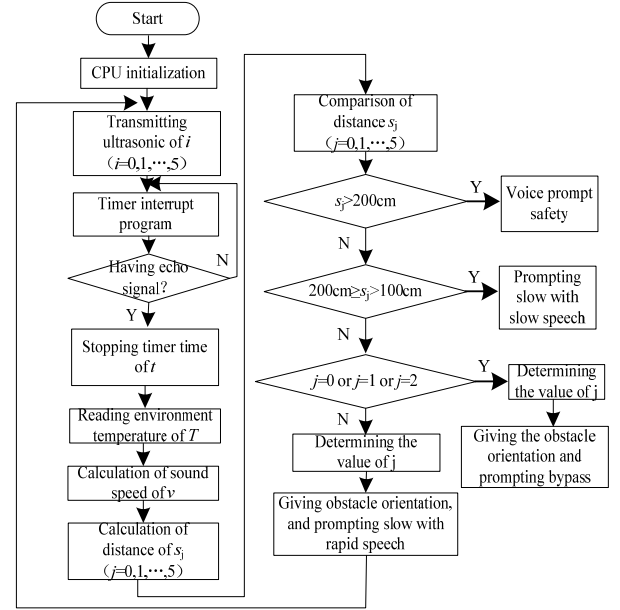 Start
CPU initialization
Transmitting
ultrasonic of i
（i=0,1,⋯,5）
Timer interrupt
program
Having echo
signal？
N
Y
Stopping timer time
of t
Reading environment
temperature of T
Calculation of sound
speed of v
Calculation of
distance of sj
（j=0,1,⋯,5）
Comparison of
distance sj
（j=0,1,⋯,5）
sj>200cm
Y
Voice prompt
safety
N
200cm≥sj>100cm
Y
Prompting
slow with
slow speech
N
j=0 or j=1 or j=2
Y
Determining
the value of j
Giving the obstacle
orientation and
prompting bypass
N
Determining the
value of j
Giving obstacle orientation,
and prompting slow with
rapid speech